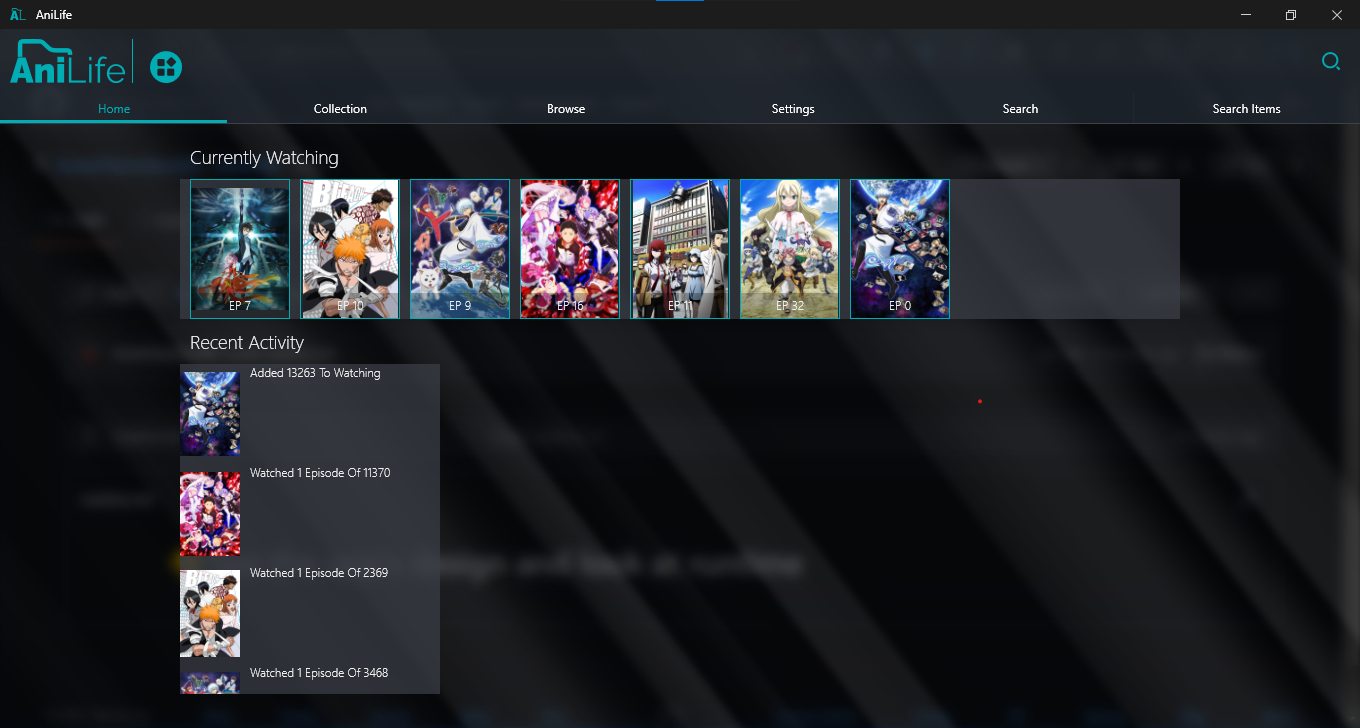 AniLife
AniLife
Home
Collection
Browse
Settings
Search
Search Items
Currently Watching
BLEACH
EP 7
EP 10
EP 9
EP 16
EP 11
EP 32
EP 0
Recent Activity
Added 13263 To Watching
Watched 1 Episode Of 11370
Watched 1 Episode Of 2369
Watched 1 Episode Of 3468